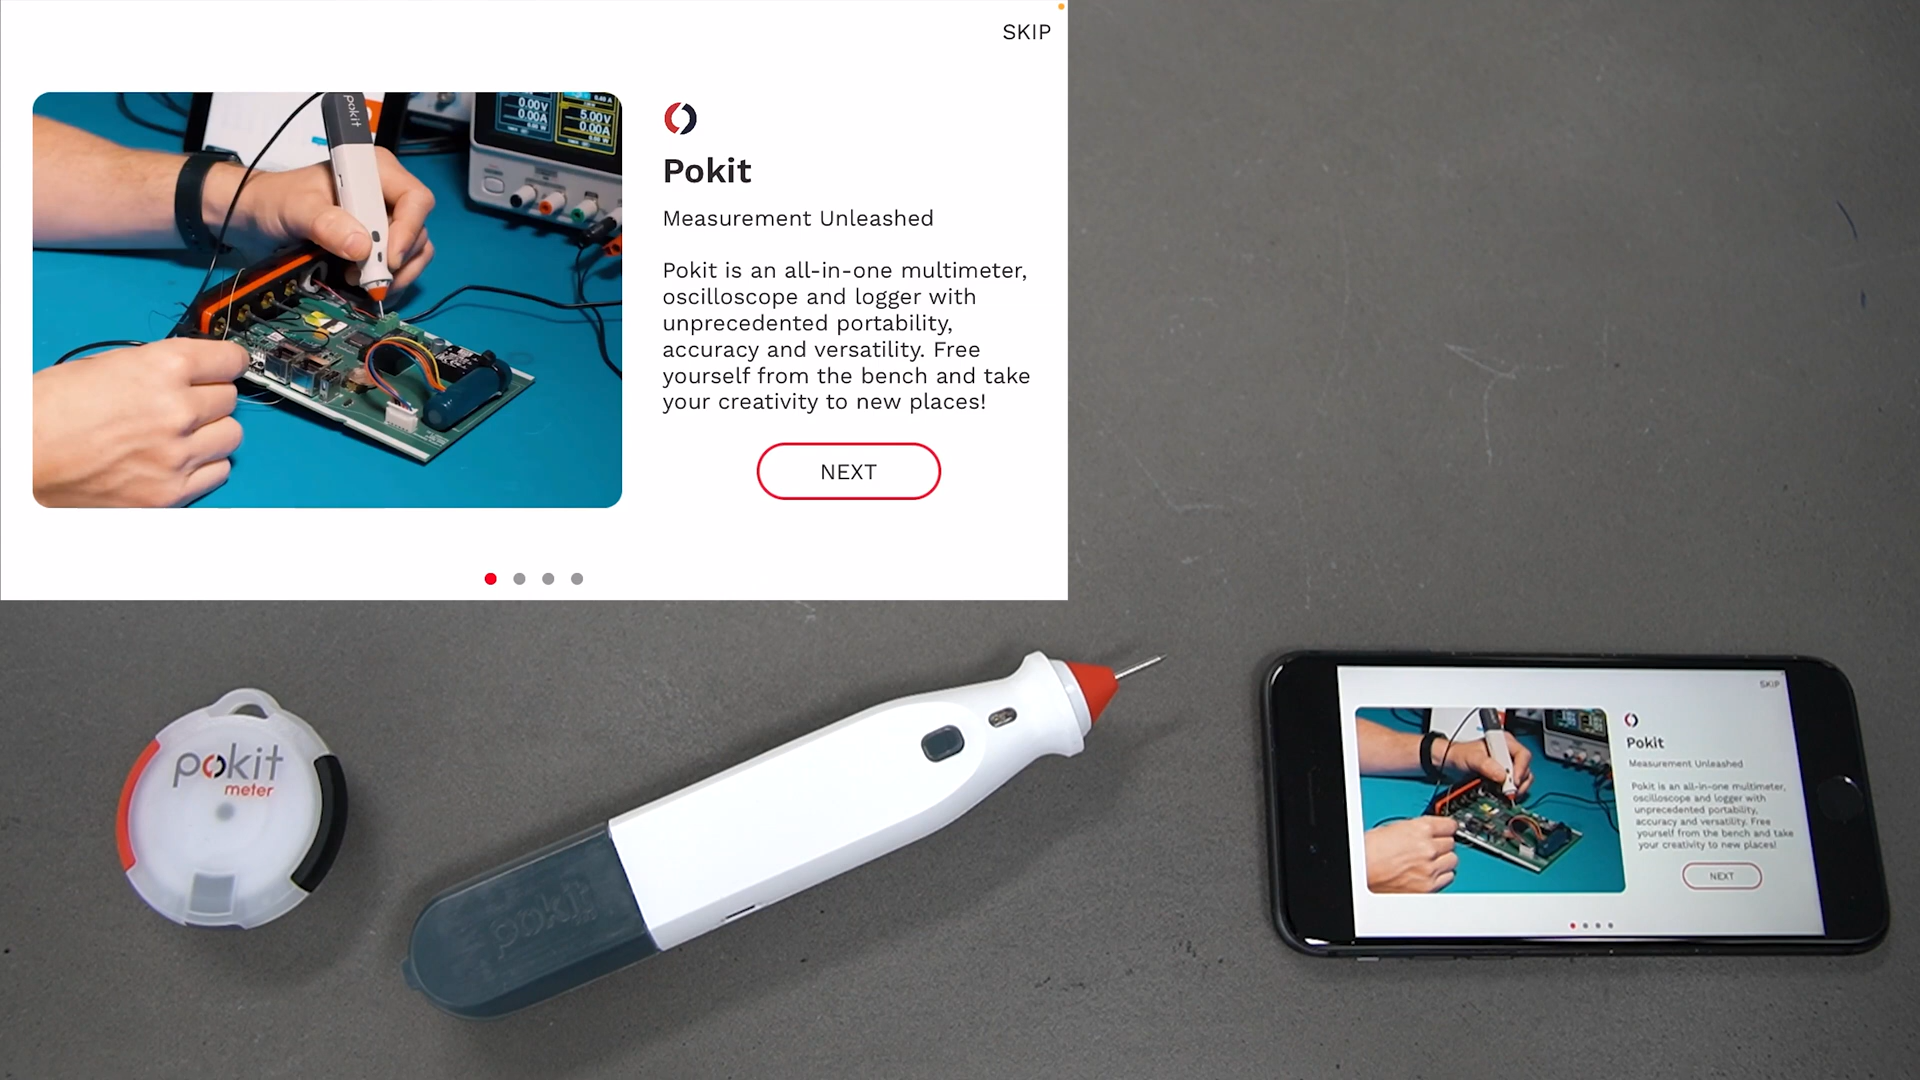 SKIP
pokit
0.00V
0.00A
5.00V
0.00A
Pokit
Measurement Unleashed
Pokit is an all-in-one multimeter,
oscilloscope and logger with
unprecedented portability,
accuracy and versatility. Free
yourself from the bench and take
your creativity to new places!
NEXT
pokit
meter
pokit
SKIP
Pokit
Measurement Unleashed
Pokit is an all-in-one multimeter,
oscilloscope and logger with
unprecedented portability,
accuracy and versatility. Free
yourself from the bench and take
your creativity to new places!
NEXT